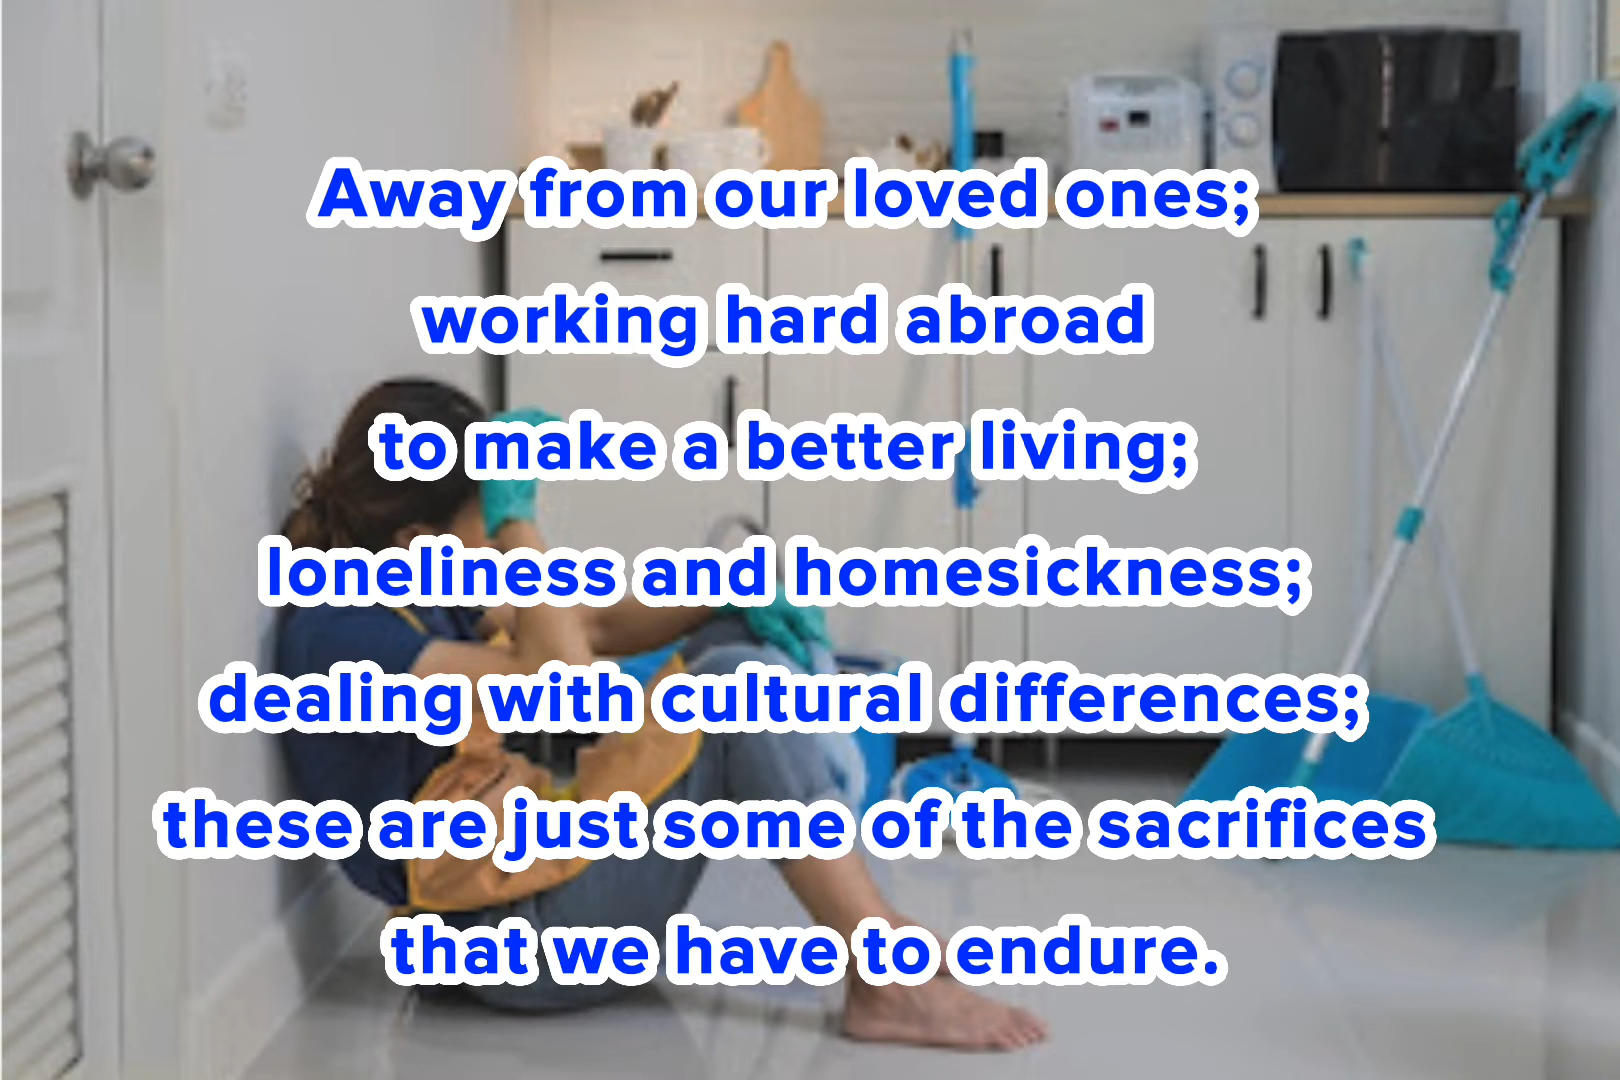 Away from our loved ones;
working hard abroad
to make a better living;
loneliness and homesickness;
dealing with cultural differences;
these are just some of the sacrifices
that we have to endure.